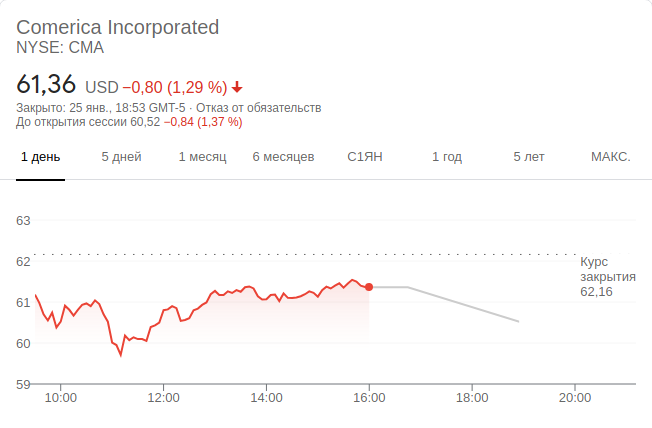 Comerica Incorporated
NYSE: CMA
61,36 USD −0,80 (1,29 %)
Закрыто: 25 янв., 18:53 GMT-5 · Отказ от обязательств
До открытия сессии 60,52 −0,84 (1,37 %)
1 день 5 дней 1 месяц 6 месяцев С1ЯН 1 год 5 лет МАКС.
63
62
61
60
59
Курс
закрытия
62,16
10:00 12:00 14:00 16:00 18:00 20:00